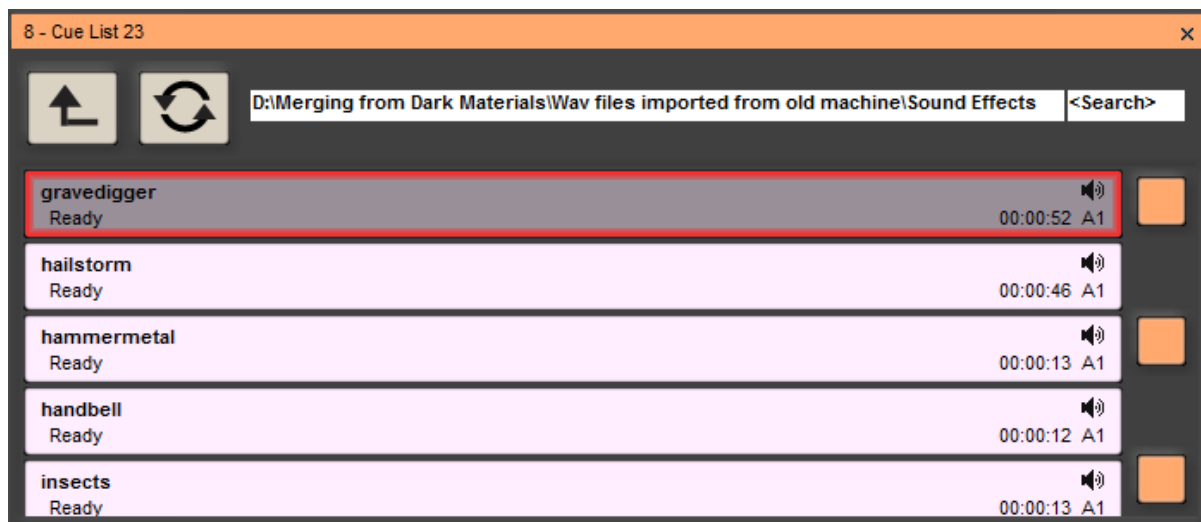 8 - Cue List 23
D:\Merging from Dark Materials\Wav files imported from old machine\Sound Effects <Search>
gravedigger
Ready 00:00:52 A1
hailstorm
Ready 00:00:46 A1
hammermetal
Ready 00:00:13 A1
handbell
Ready 00:00:12 A1
insects
Ready 00:00:13 A1